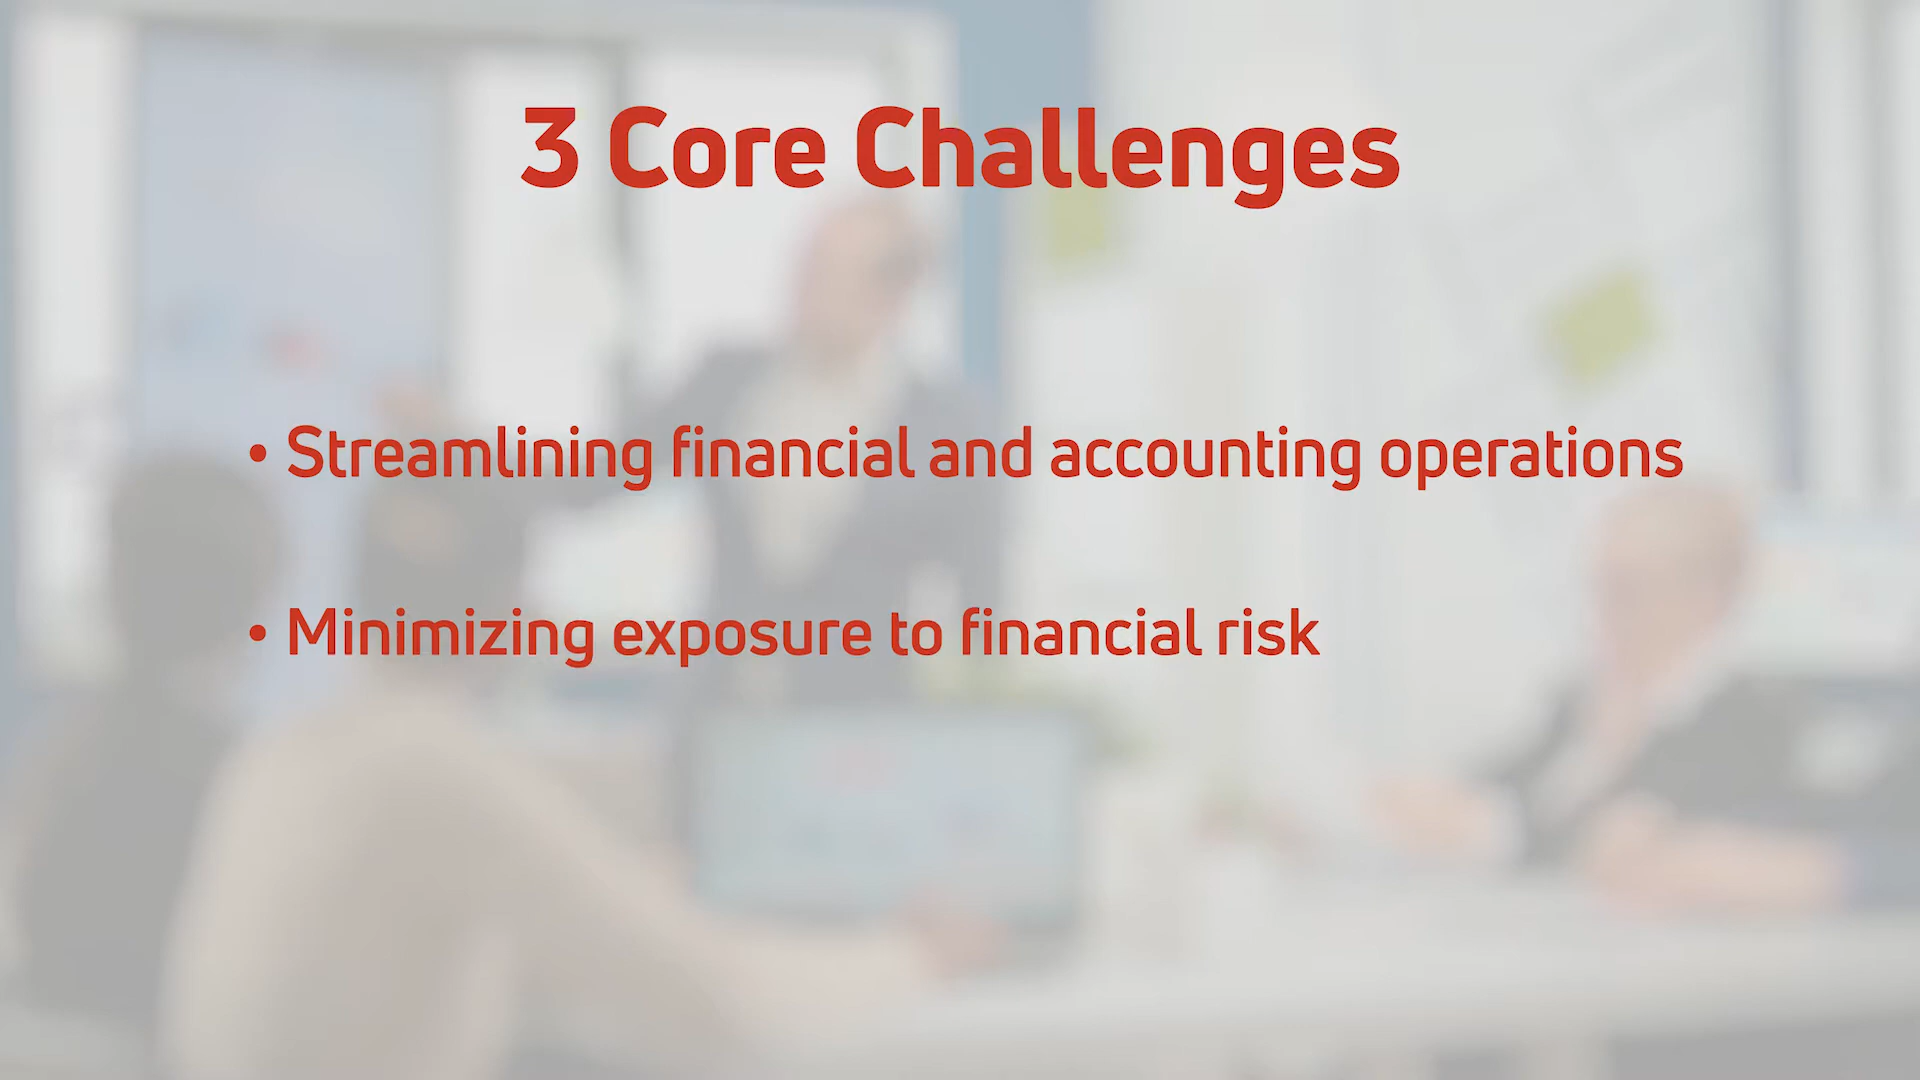 3 Core Challenges
• Streamlining financial and accounting operations
• Minimizing exposure to financial risk